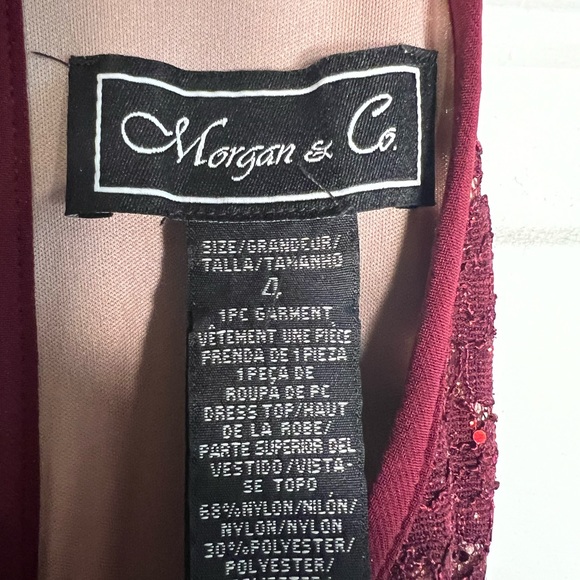 Morgan & Co.
SIZE/GRANDEUR/
TALLA/TAMANHO
4
1PC GARMENT
VÊTEMENT UNE PIÈCE
PRENDA DE 1 PIEZA
1 PEÇA DE
ROUPA DE PC
DRESS TOP/HAUT
DE LA ROBE/
PARTE SUPERIOR DEL
VESTIDO/VISTA-
SE TOPO
68%NYLON/NILÓN/
NYLON/NYLON
30%POLYESTER/
POLYESTER/